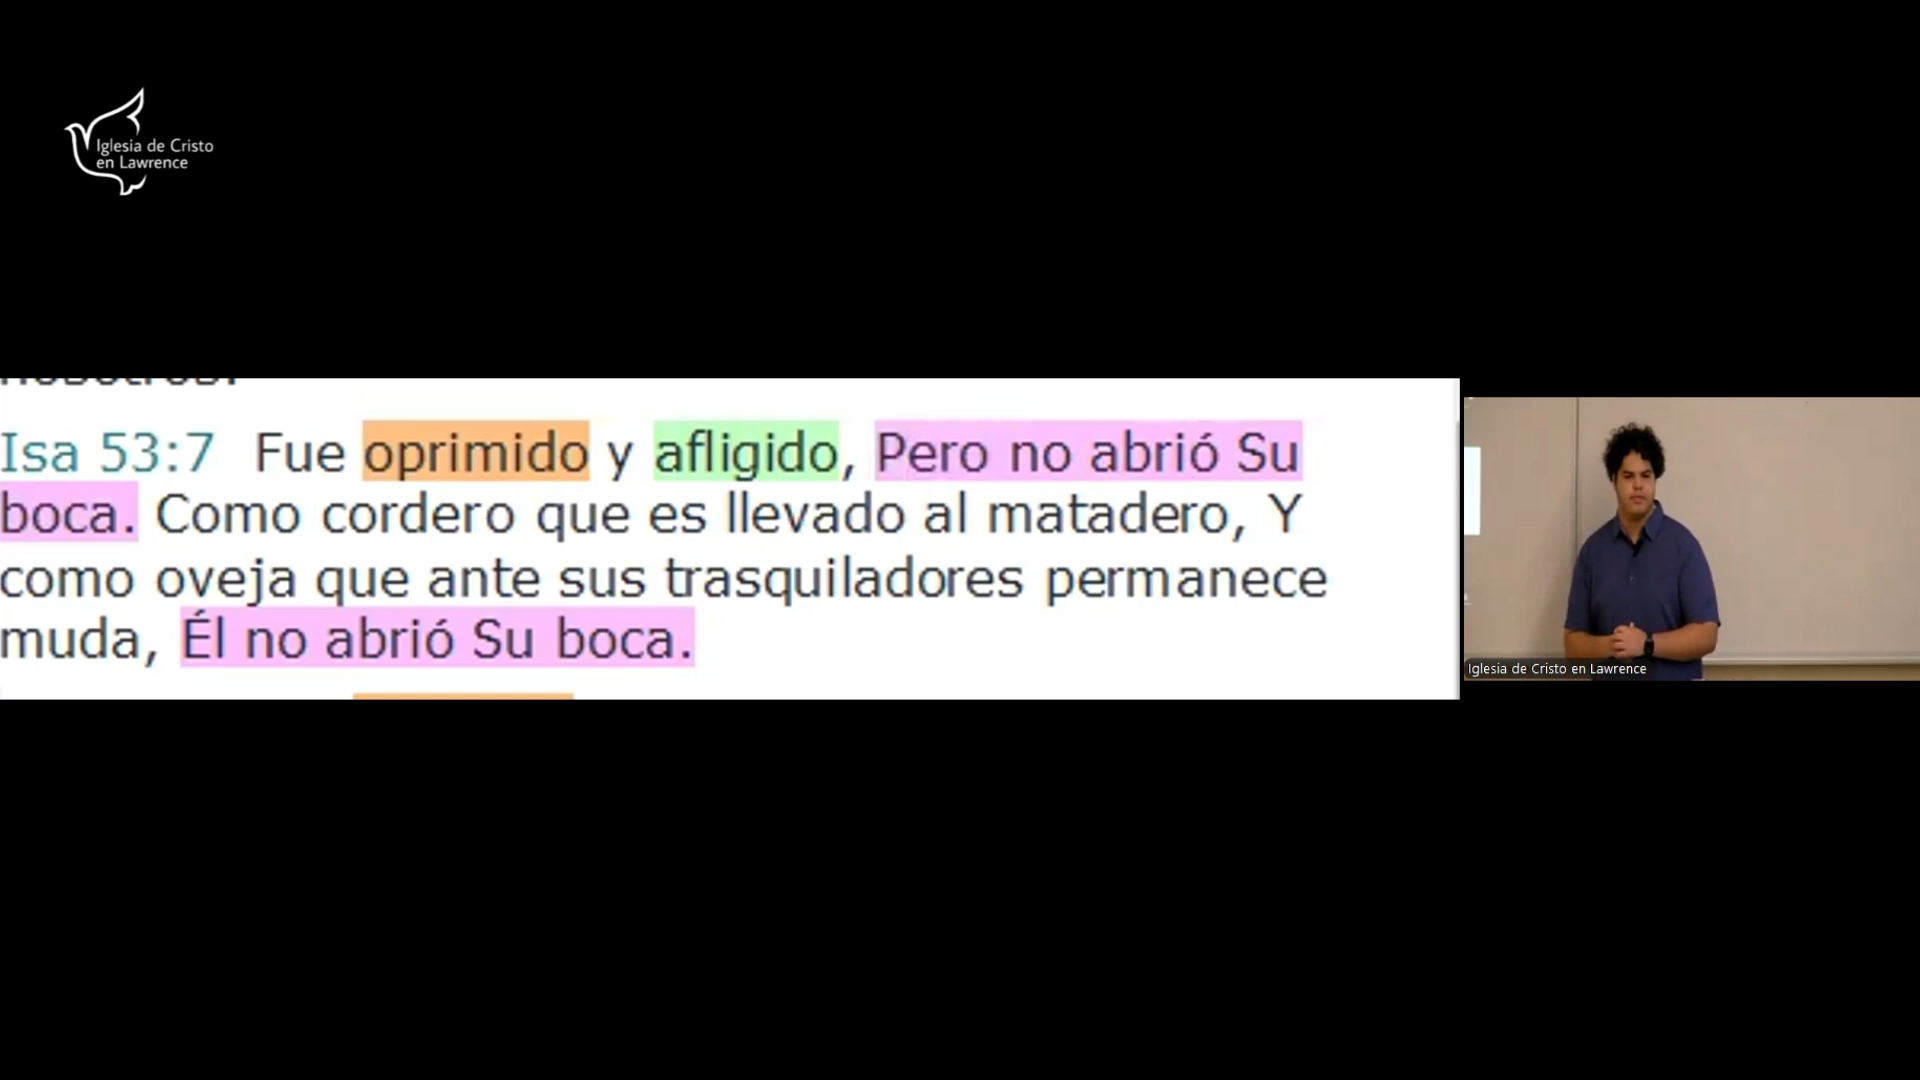 Iglesia de Cristo
en Lawrence
nosotros.
Isa 53:7 Fue oprimido y afligido, Pero no abrió Su
boca. Como cordero que es llevado al matadero, Y
como oveja que ante sus trasquiladores permanece
muda, Él no abrió Su boca.
Iglesia de Cristo en Lawrence